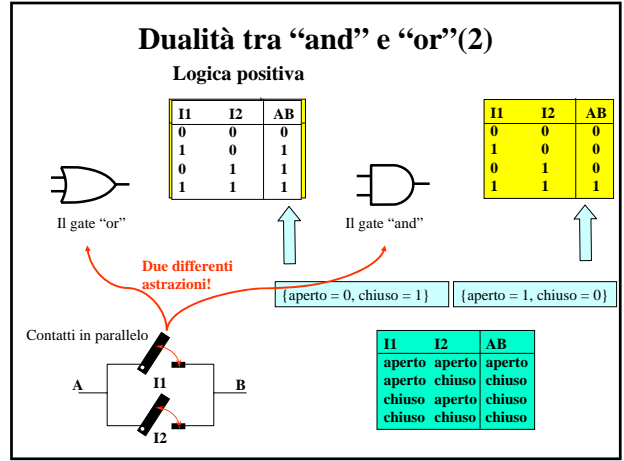 Dualità tra “and” e “or”(2)
Logica positiva
I1 I2 AB
0 0 0
1 0 1
0 1 1
1 1 1
I1 I2 AB
0 0 0
1 0 0
0 1 0
1 1 1
Il gate “or”
Il gate “and”
Due differenti
astrazioni!
{aperto = 0, chiuso = 1}
{aperto = 1, chiuso = 0}
Contatti in parallelo
A
I1
B
I2
I1 I2 AB
aperto aperto aperto
aperto chiuso chiuso
chiuso aperto chiuso
chiuso chiuso chiuso